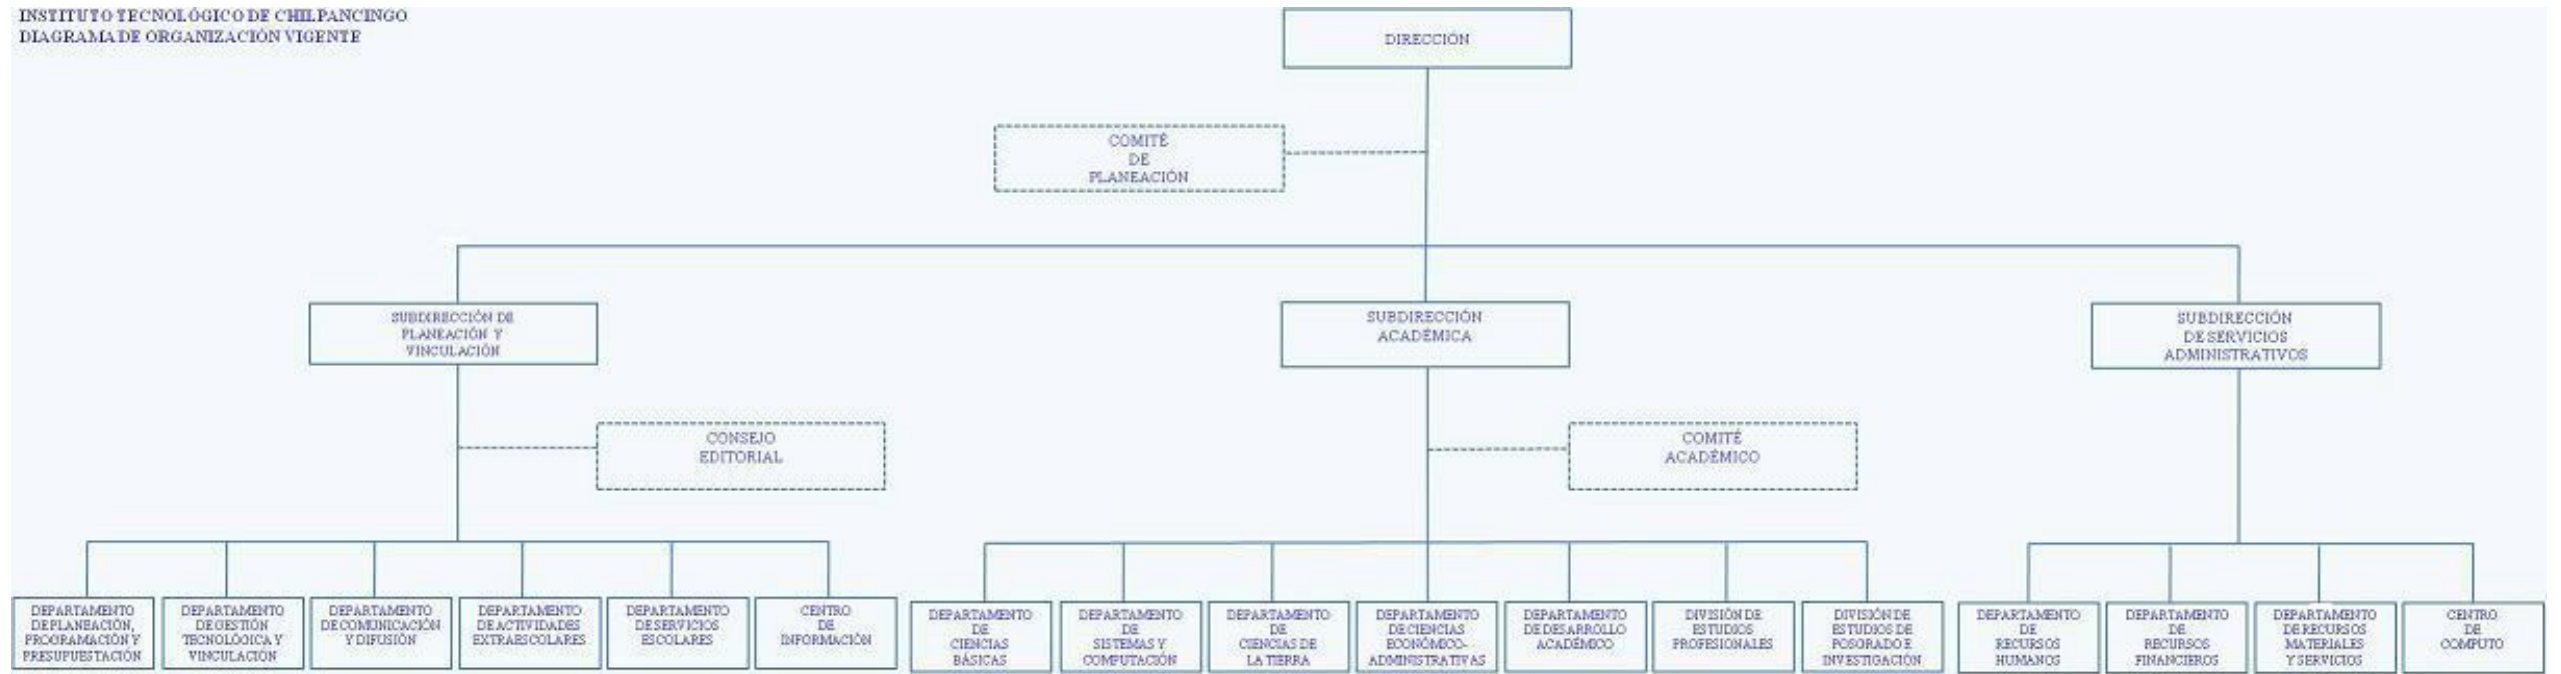 INSTITUTO TECNOLÓGICO DE CHILPANCINGO
DIAGRAMA DE ORGANIZACIÓN VIGENTE
DIRECCIÓN
COMITÉ
DE
PLANEACIÓN
SUBDIRECCIÓN DE
PLANEACIÓN Y
VINCULACIÓN
SUBDIRECCIÓN
ACADÉMICA
SUBDIRECCIÓN
DE SERVICIOS
ADMINISTRATIVOS
CONSEJO
EDITORIAL
COMITÉ
ACADÉMICO
DEPARTAMENTO
DE PLANEACIÓN,
PROGRAMACIÓN Y
PRESUPUESTACIÓN
DEPARTAMENTO
DE GESTIÓN
TECNOLÓGICA Y
VINCULACIÓN
DEPARTAMENTO
DE COMUNICACIÓN
Y DIFUSIÓN
DEPARTAMENTO
DE ACTIVIDADES
EXTRAESCOLARES
DEPARTAMENTO
DE SERVICIOS
ESCOLARES
CENTRO
DE
INFORMACIÓN
DEPARTAMENTO
DE
CIENCIAS
BÁSICAS
DEPARTAMENTO
DE
SISTEMAS Y
COMPUTACIÓN
DEPARTAMENTO
DE
CIENCIAS DE
LA TIERRA
DEPARTAMENTO
DE CIENCIAS
ECONÓMICO-
ADMINISTRATIVAS
DEPARTAMENTO
DE DESARROLLO
ACADÉMICO
DIVISIÓN DE
ESTUDIOS
PROFESIONALES
DIVISIÓN DE
ESTUDIOS DE
POSGRADO E
INVESTIGACIÓN
DEPARTAMENTO
DE
RECURSOS
HUMANOS
DEPARTAMENTO
DE
RECURSOS
FINANCIEROS
DEPARTAMENTO
DE RECURSOS
MATERIALES
Y SERVICIOS
CENTRO
DE
COMPUTO